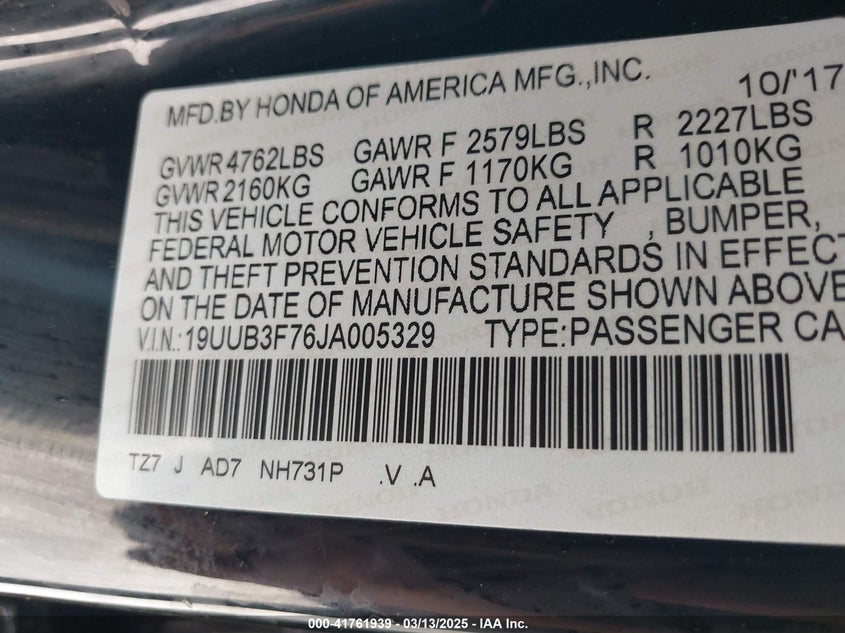 MFD.BY HONDA OF AMERICA MFG.,INC. 10/'17
GVWR 4762LBS GAWR F 2579LBS R 2227LBS
GVWR 2160KG GAWR F 1170KG R 1010KG
THIS VEHICLE CONFORMS TO ALL APPLICABLE
FEDERAL MOTOR VEHICLE SAFETY , BUMPER,
AND THEFT PREVENTION STANDARDS IN EFFECT
ON THE DATE OF MANUFACTURE SHOWN ABOVE
V.I.N.:19UUB3F76JA005329 TYPE:PASSENGER CA
TZ7 J AD7 NH731P .V .A
000-41761939 - 03/13/2025 - IAA Inc.